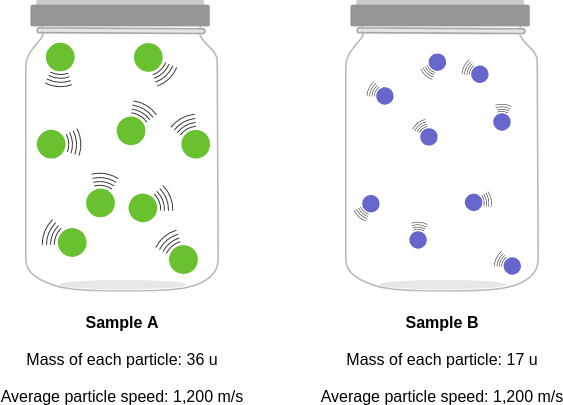 Sample A
Mass of each particle: 36 u
Average particle speed: 1,200 m/s
Sample B
Mass of each particle: 17 u
Average particle speed: 1,200 m/s